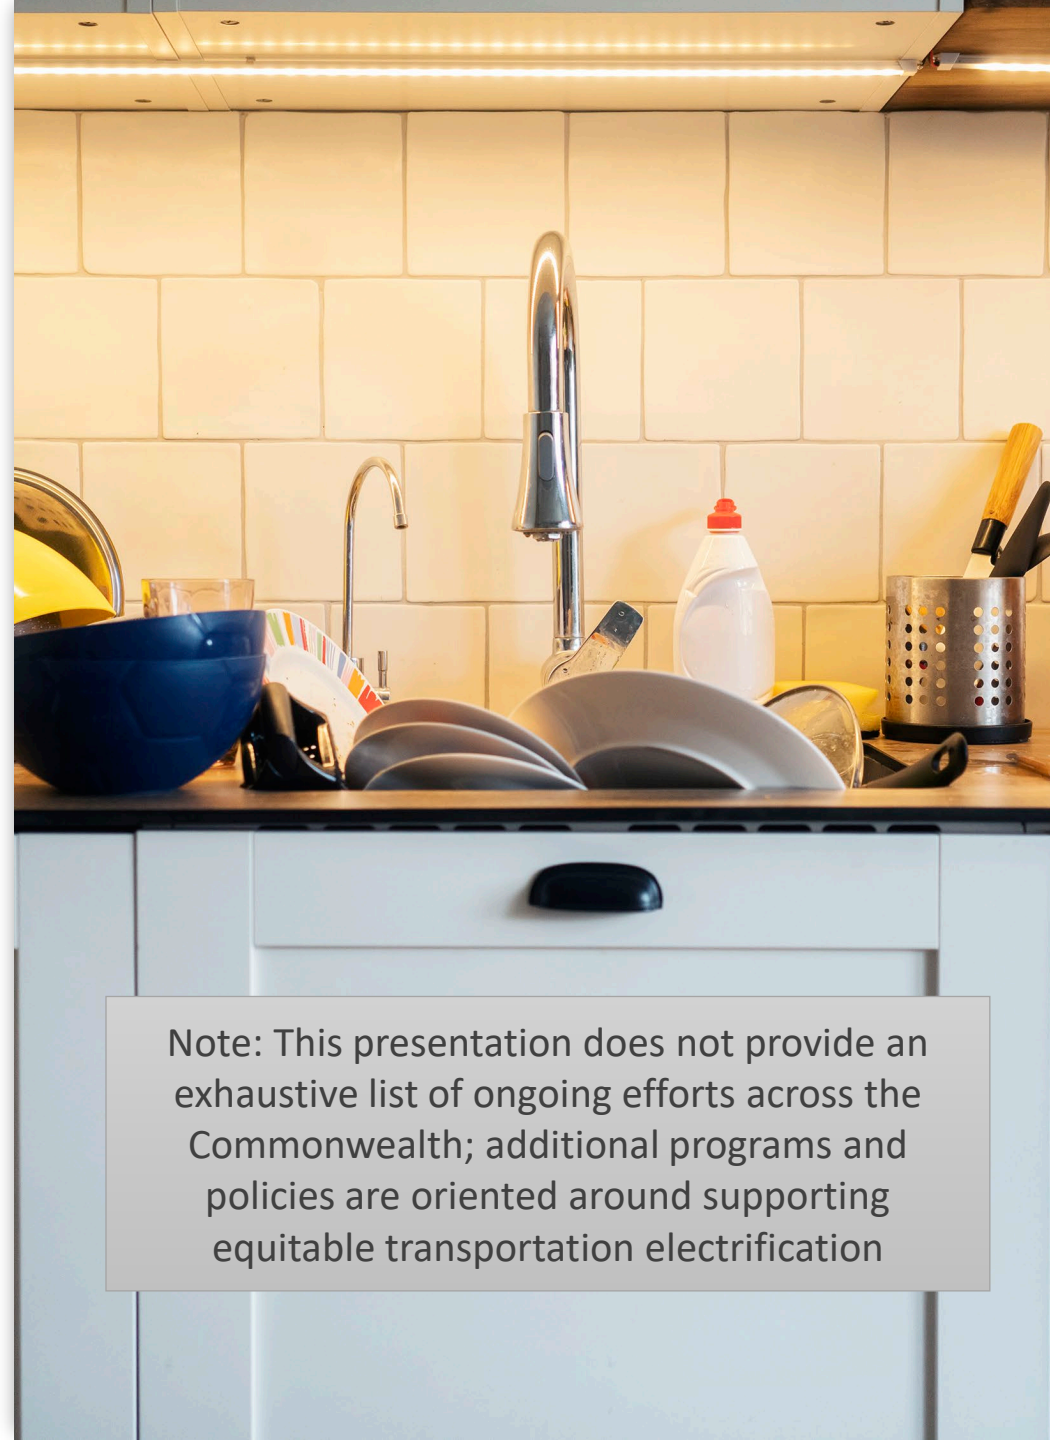 Note: This presentation does not provide an
exhaustive list of ongoing efforts across the
Commonwealth; additional programs and
policies are oriented around supporting
equitable transportation electrification